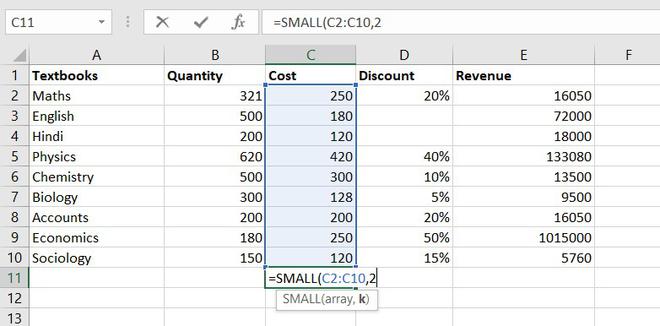 C11 fx =SMALL(C2:C10,2
A B C D E F
1 Textbooks Quantity Cost Discount Revenue
2 Maths 321 250 20% 16050
3 English 500 180 72000
4 Hindi 200 120 18000
5 Physics 620 420 40% 133080
6 Chemistry 500 300 10% 13500
7 Biology 300 128 5% 9500
8 Accounts 200 200 20% 16050
9 Economics 180 250 50% 1015000
10 Sociology 150 120 15% 5760
11 =SMALL(C2:C10,2
12 SMALL(array, k)
13